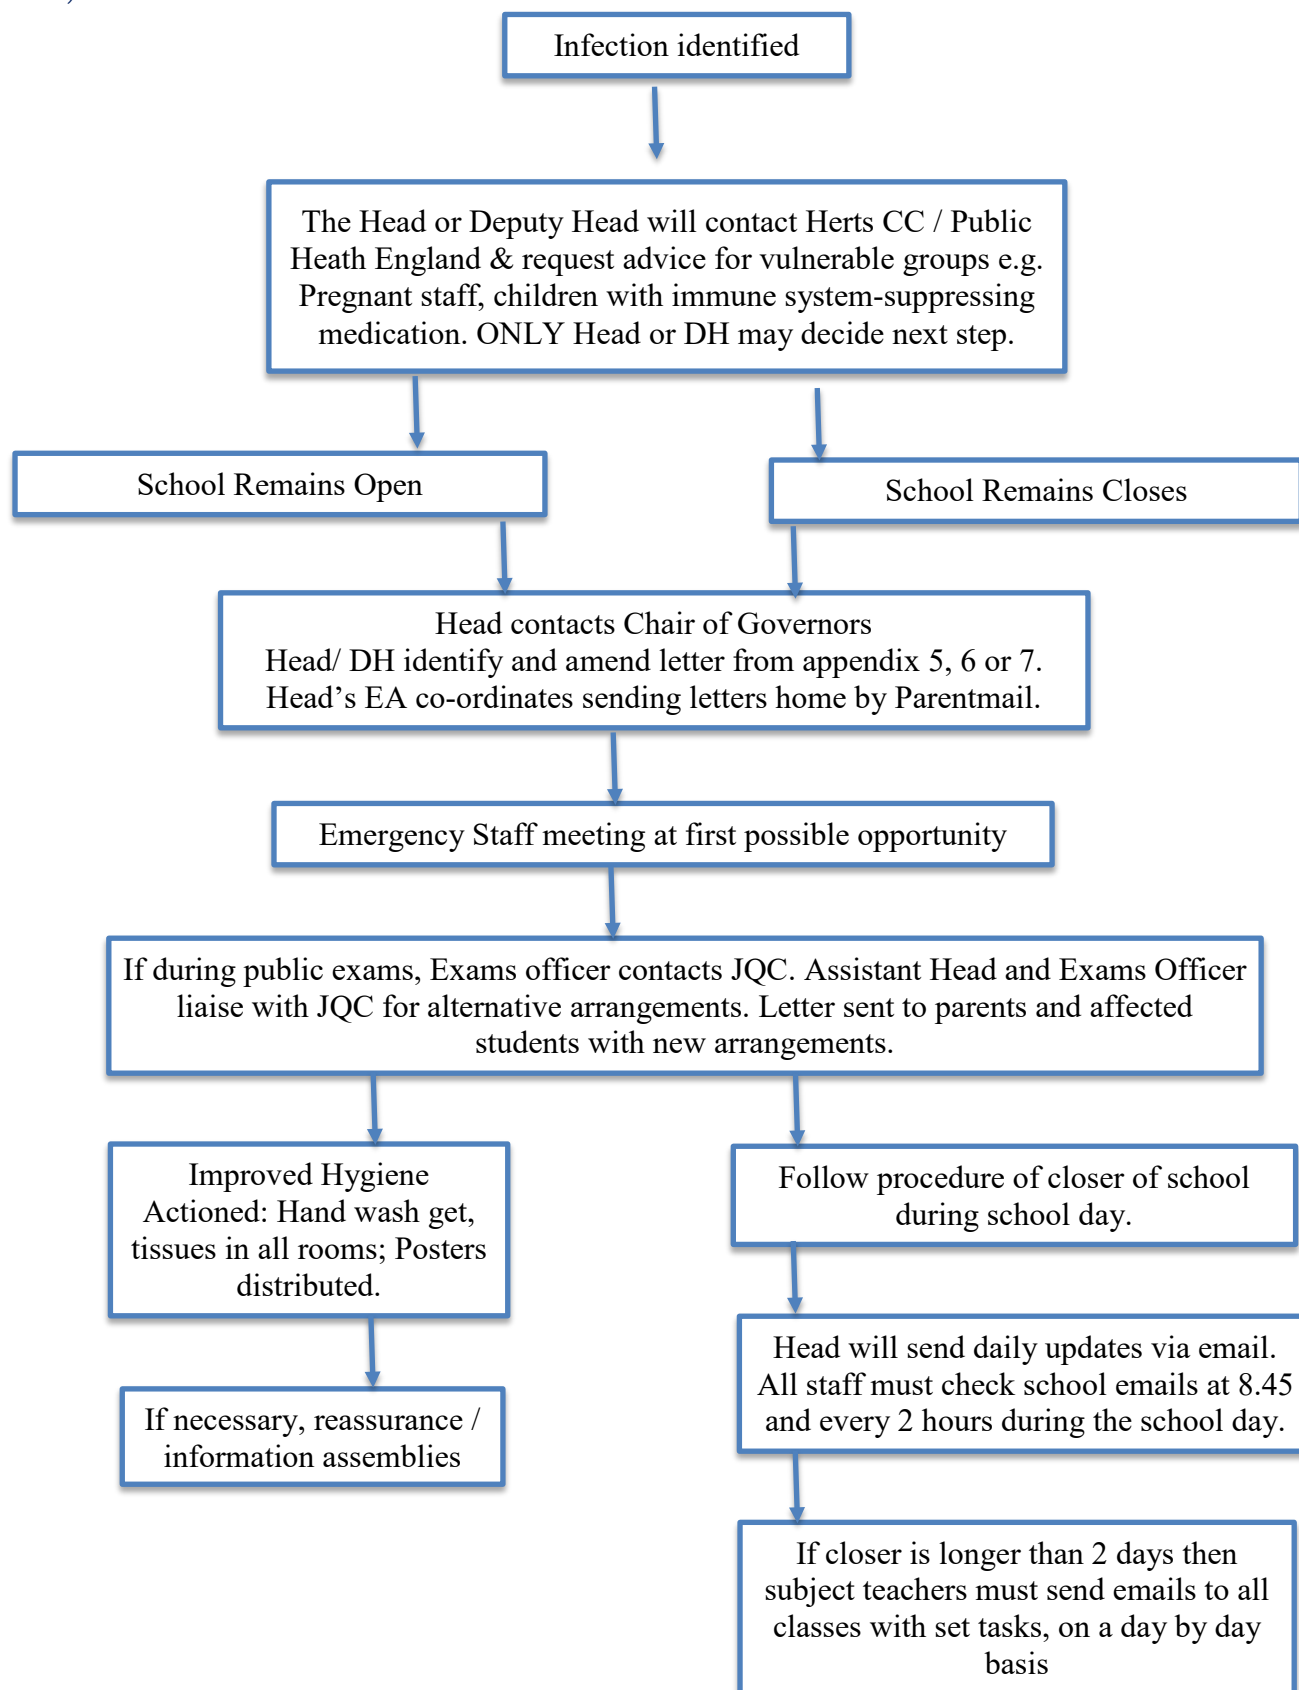 Infection identified
The Head or Deputy Head will contact Herts CC / Public
Heath England & request advice for vulnerable groups e.g.
Pregnant staff, children with immune system-suppressing
medication. ONLY Head or DH may decide next step.
School Remains Open
School Remains Closes
Head contacts Chair of Governors
Head/ DH identify and amend letter from appendix 5, 6 or 7.
Head’s EA co-ordinates sending letters home by Parentmail.
Emergency Staff meeting at first possible opportunity
If during public exams, Exams officer contacts JQC. Assistant Head and Exams Officer
liaise with JQC for alternative arrangements. Letter sent to parents and affected
students with new arrangements.
Improved Hygiene
Actioned: Hand wash get,
tissues in all rooms; Posters
distributed.
If necessary, reassurance /
information assemblies
Follow procedure of closer of school
during school day.
Head will send daily updates via email.
All staff must check school emails at 8.45
and every 2 hours during the school day.
If closer is longer than 2 days then
subject teachers must send emails to all
classes with set tasks, on a day by day
basis